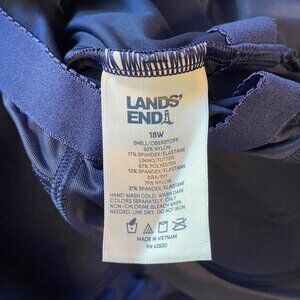 LANDS'
END
18W
SHELL/OBERSTOFF:
83% NYLON
17% SPANDEX/ELASTANE
LINING/FUTTER:
87% POLYESTER
13% SPANDEX/ELASTANE
BRA/BH:
79% NYLON
21% SPANDEX/ELASTANE
HAND WASH COLD. WASH DARK
COLORS SEPARATELY. ONLY
NON-CHLORINE BLEACH WHEN
NEEDED. LINE DRY. DO NOT IRON.
MADE IN VIETNAM
RN 62830